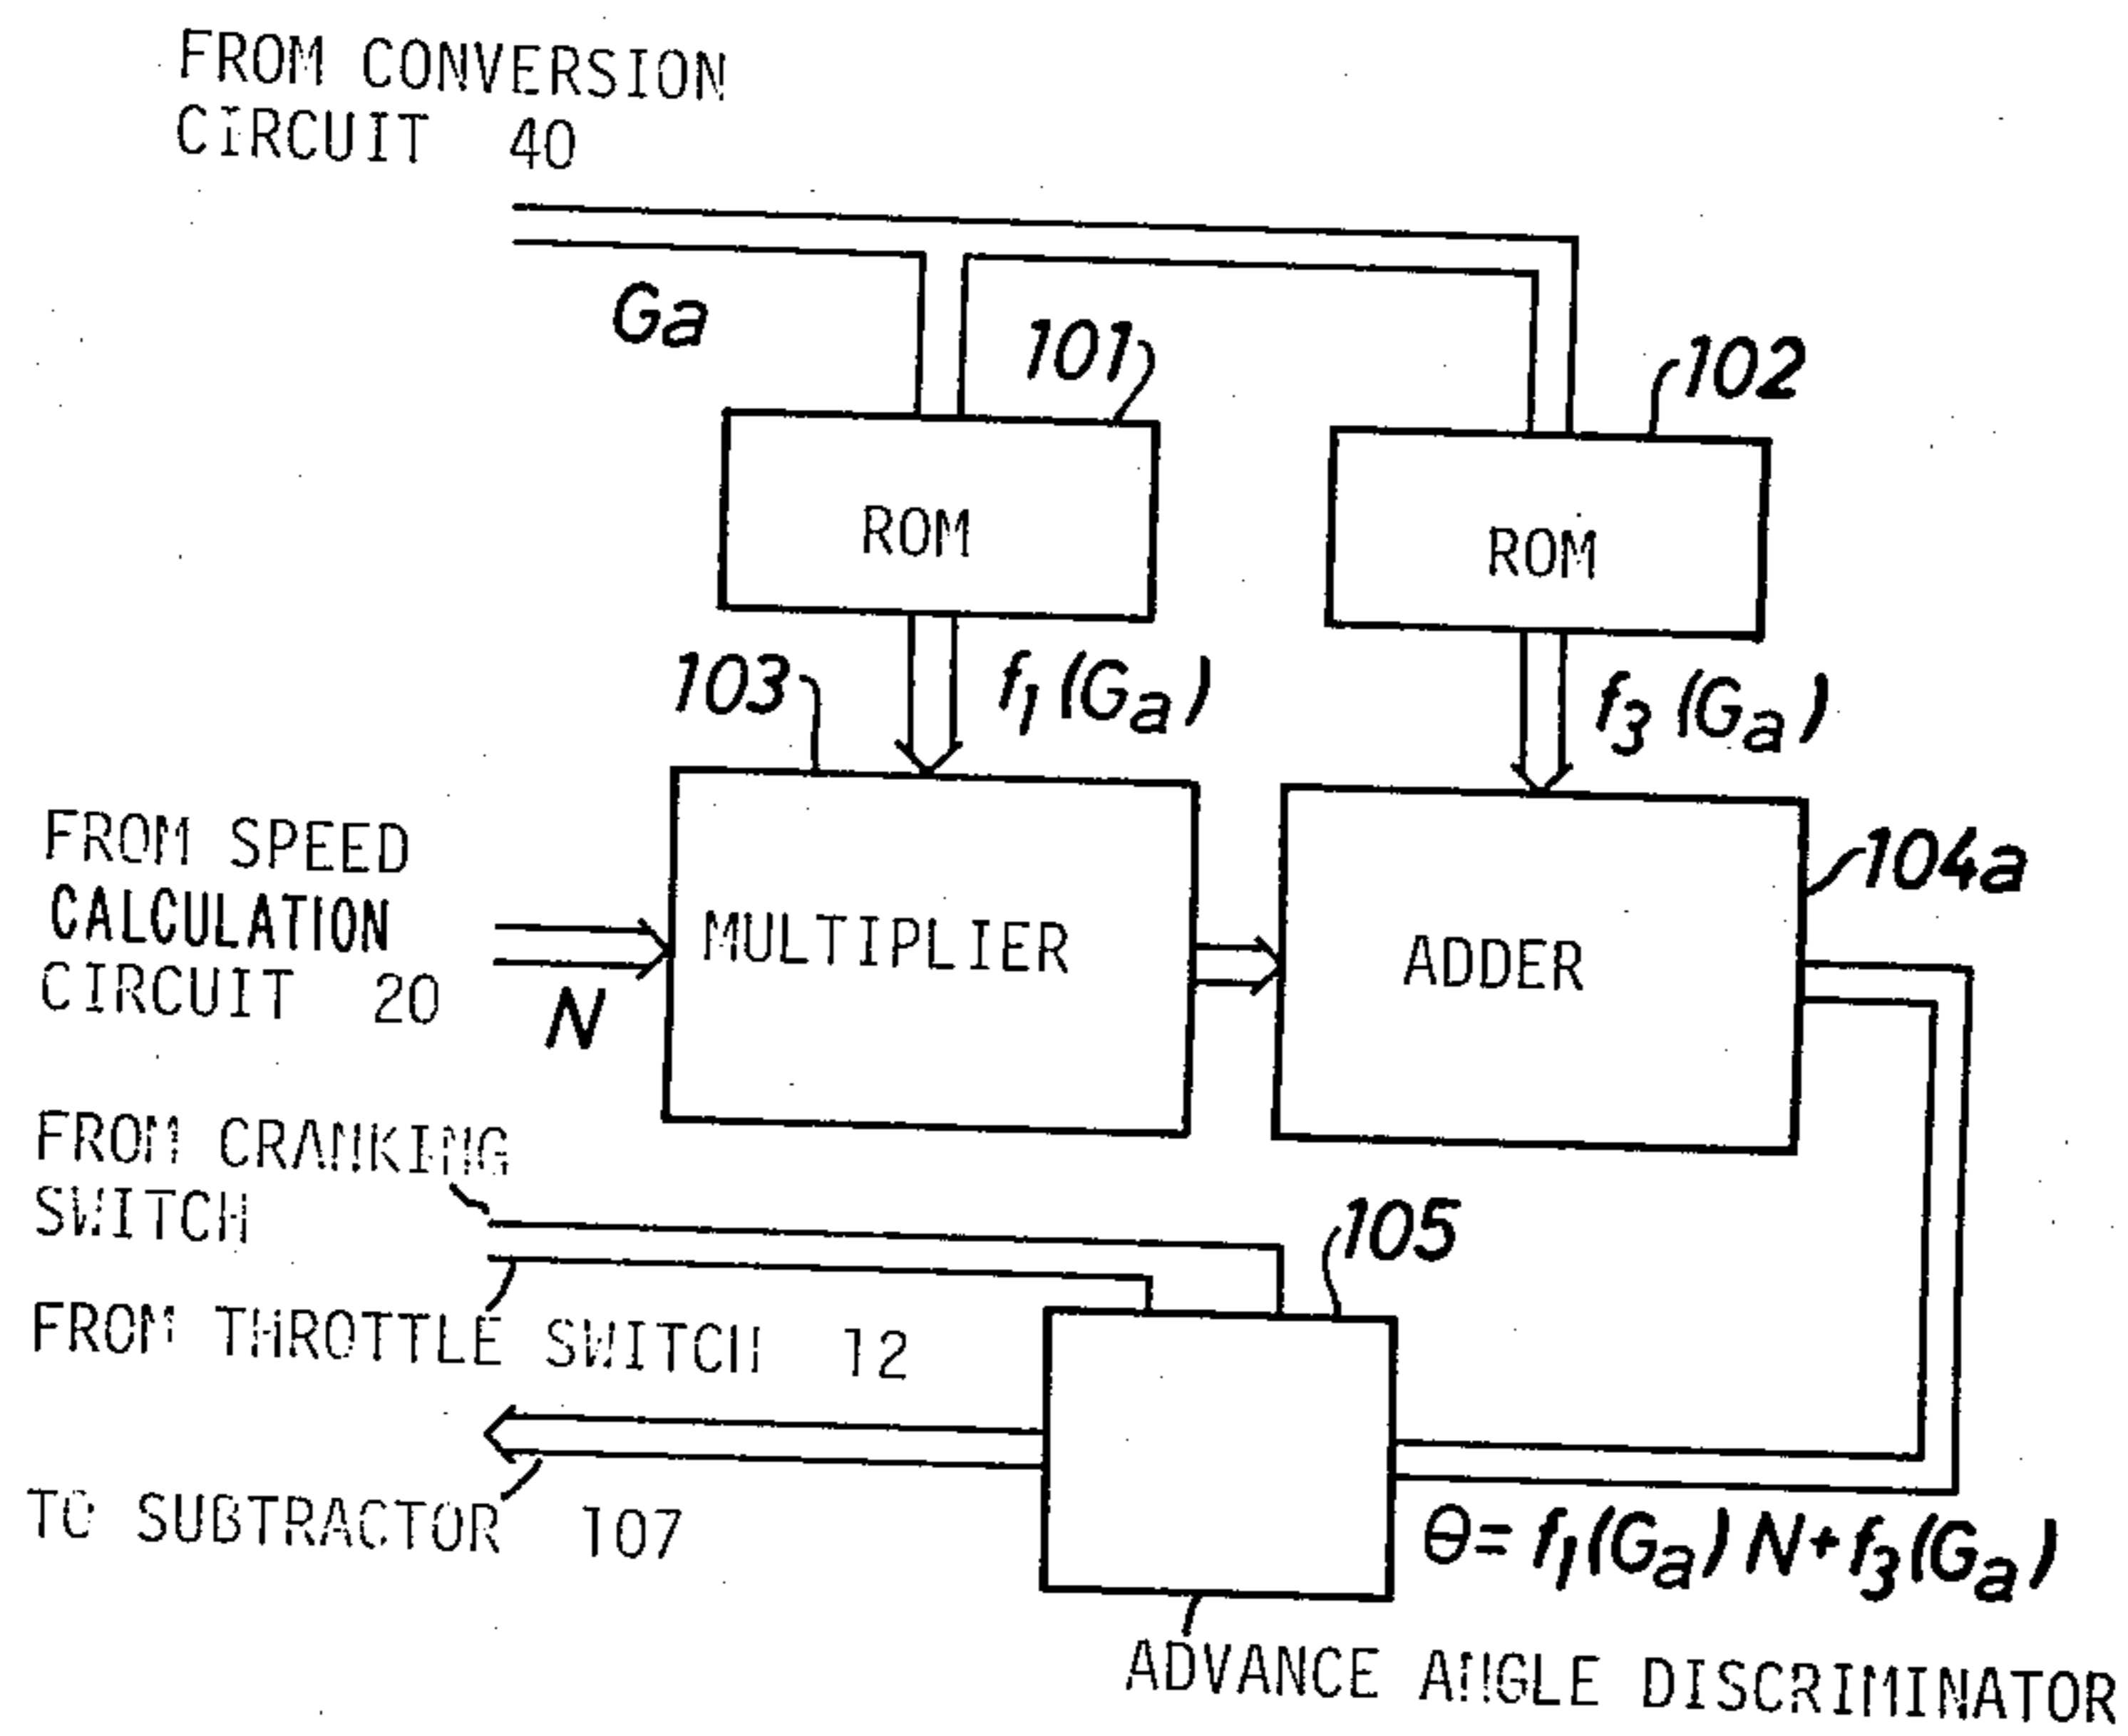 FROM CONVERSION
CIRCUIT 40
Ga
101
102
ROM
ROM
103
f1(Ga)
f3(Ga)
FROM SPEED
CALCULATION
CIRCUIT 20
N
MULTIPLIER
ADDER
104a
FROM CRANKING
SWITCH
105
FROM THROTTLE SWITCH 12
TO SUBTRACTOR 107
θ= f1(Ga) N+f3(Ga)
ADVANCE ANGLE DISCRIMINATOR